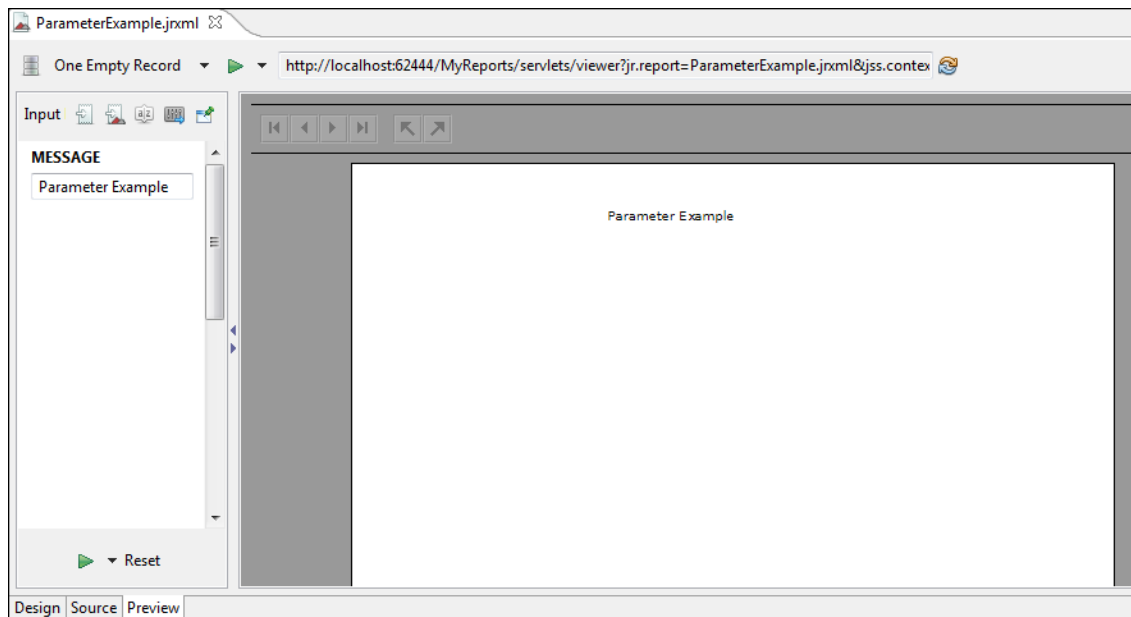 ParameterExample.jrxml
One Empty Record
http://localhost:62444/MyReports/servlets/viewer?jr.report=ParameterExample.jrxml&jss.contex
Input
MESSAGE
Parameter Example
Parameter Example
Reset
Design Source Preview